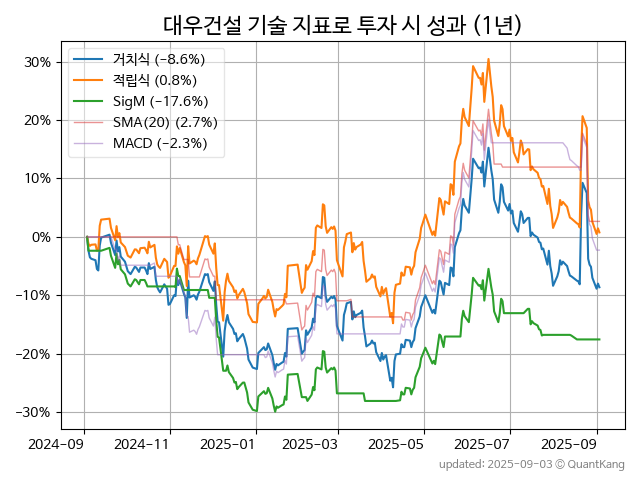 대우건설 기술 지표로 투자 시 성과 (1년)
거치식 (−8.6%)
적립식 (0.8%)
SigM (−17.6%)
SMA(20) (2.7%)
MACD (−2.3%)
30%
20%
10%
0%
−10%
−20%
−30%
2024-09 2024-11 2025-01 2025-03 2025-05 2025-07 2025-09
updated: 2025-09-03 © QuantKang